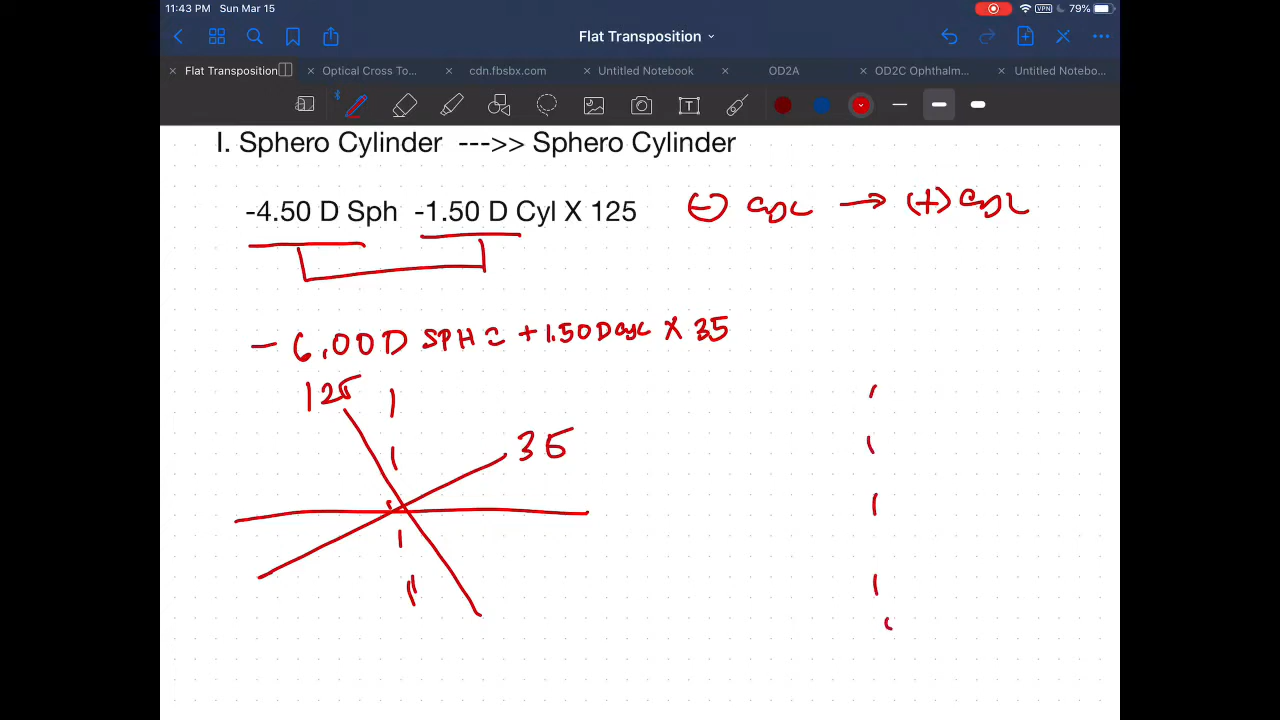 11:43 PM Sun Mar 15 VPN 79%
Flat Transposition
Flat Transposition Optical Cross To... cdn.fbsbx.com Untitled Notebook OD2A OD2C Ophthalm... Untitled Notebo...
I. Sphero Cylinder --->> Sphero Cylinder
-4.50 D Sph -1.50 D Cyl X 125 (-) cyl → (+) cyl
- 6.00 D SPH = +1.50 D cyl X 35
125
35